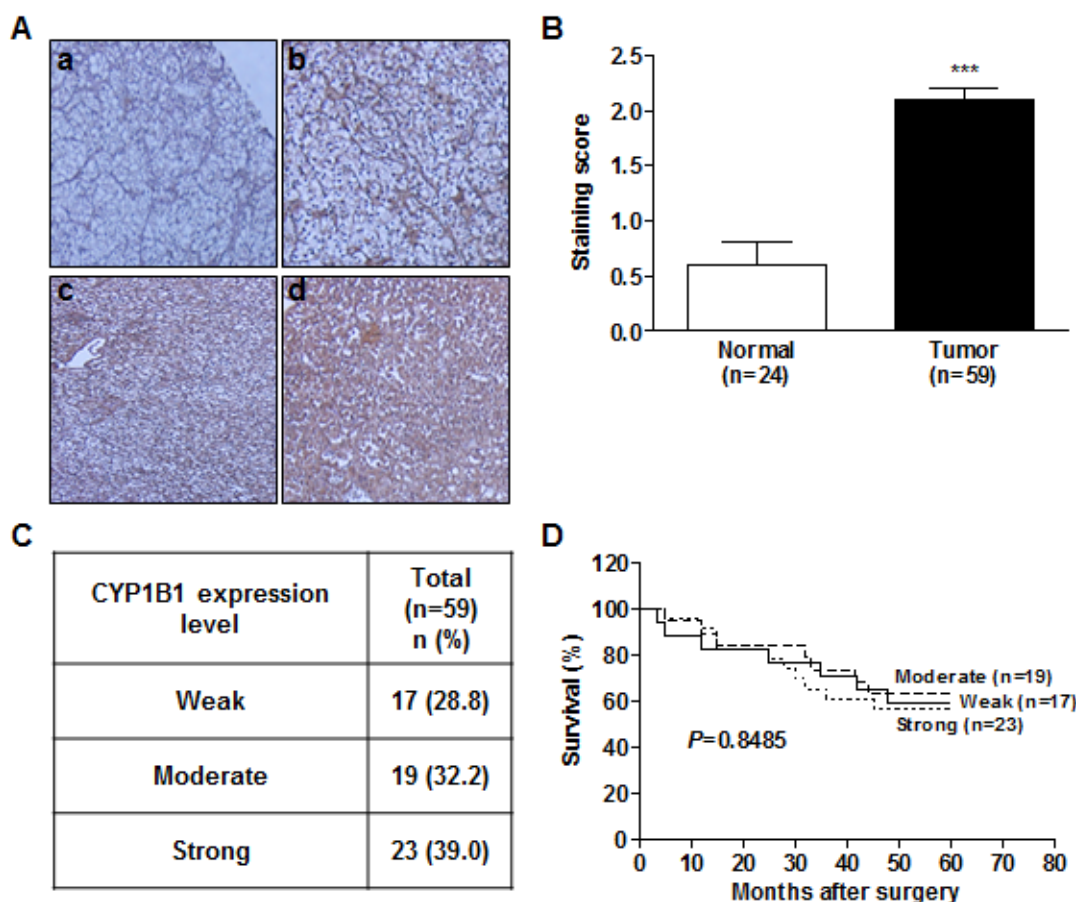 A
a
b
c
d
B
2.5
2.0
1.5
1.0
0.5
0.0
Staining score
***
Normal
(n=24)
Tumor
(n=59)
C
CYP1B1 expression
level
Total
(n=59)
n (%)
Weak
17 (28.8)
Moderate
19 (32.2)
Strong
23 (39.0)
D
120
100
80
60
40
20
0
Survival (%)
Moderate (n=19)
Weak (n=17)
Strong (n=23)
P=0.8485
0 10 20 30 40 50 60 70 80
Months after surgery